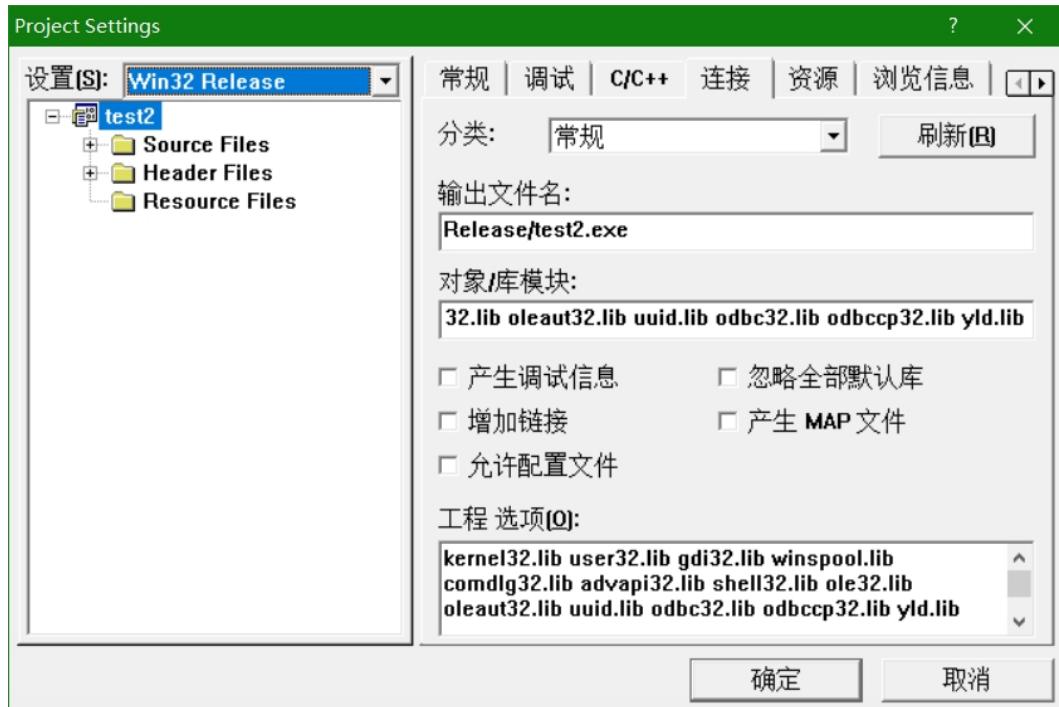 Project Settings
设置(S): Win32 Release
test2
Source Files
Header Files
Resource Files
常规 调试 C/C++ 连接 资源 浏览信息
分类: 常规 刷新(R)
输出文件名:
Release/test2.exe
对象/库模块:
32.lib oleaut32.lib uuid.lib odbc32.lib odbccp32.lib yld.lib
产生调试信息 忽略全部默认库
增加链接 产生 MAP 文件
允许配置文件
工程 选项(O):
kernel32.lib user32.lib gdi32.lib winspool.lib
comdlg32.lib advapi32.lib shell32.lib ole32.lib
oleaut32.lib uuid.lib odbc32.lib odbccp32.lib yld.lib
确定 取消